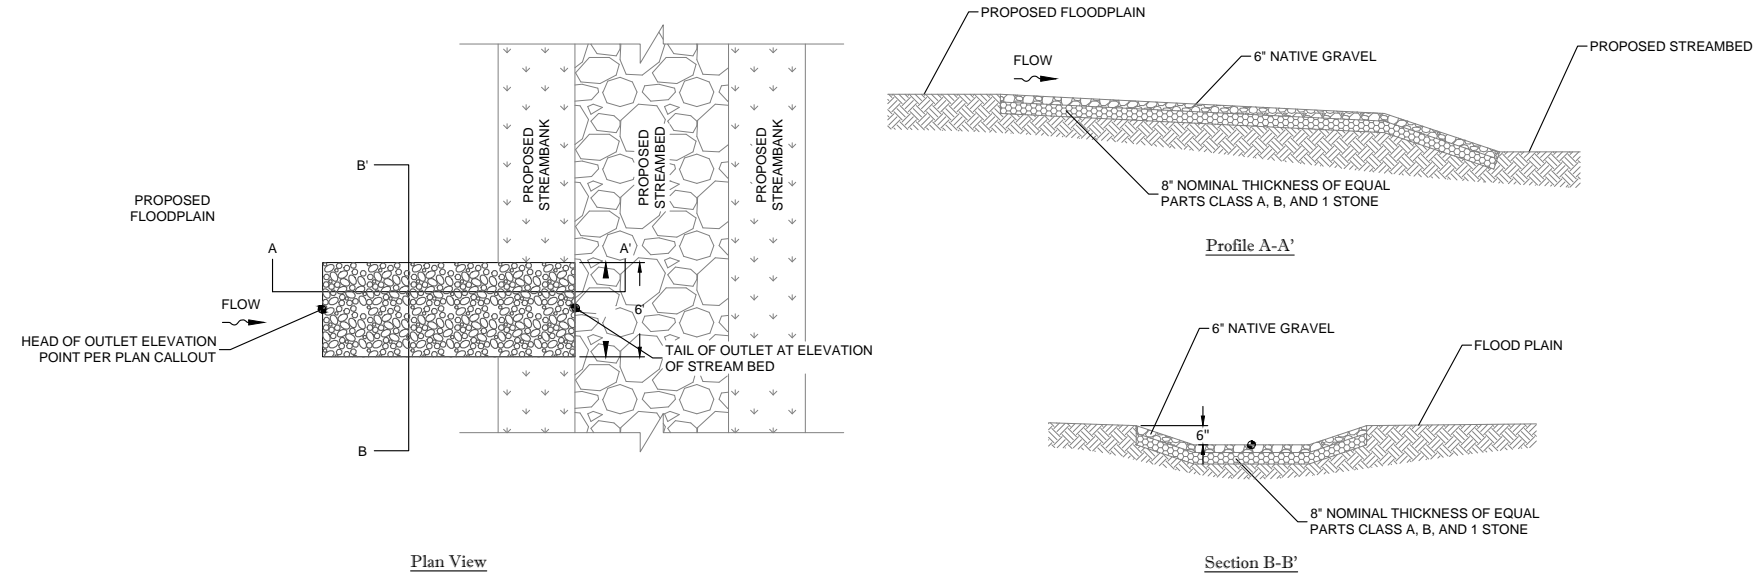 PROPOSED
STREAMBANK
PROPOSED
STREAMBED
PROPOSED
STREAMBANK
B'
PROPOSED
FLOODPLAIN
A
A'
FLOW
6'
HEAD OF OUTLET ELEVATION
POINT PER PLAN CALLOUT
TAIL OF OUTLET AT ELEVATION
OF STREAM BED
B
Plan View
PROPOSED FLOODPLAIN
FLOW
6" NATIVE GRAVEL
PROPOSED STREAMBED
8" NOMINAL THICKNESS OF EQUAL
PARTS CLASS A, B, AND 1 STONE
Profile A-A'
6" NATIVE GRAVEL
FLOOD PLAIN
6"
8" NOMINAL THICKNESS OF EQUAL
PARTS CLASS A, B, AND 1 STONE
Section B-B'